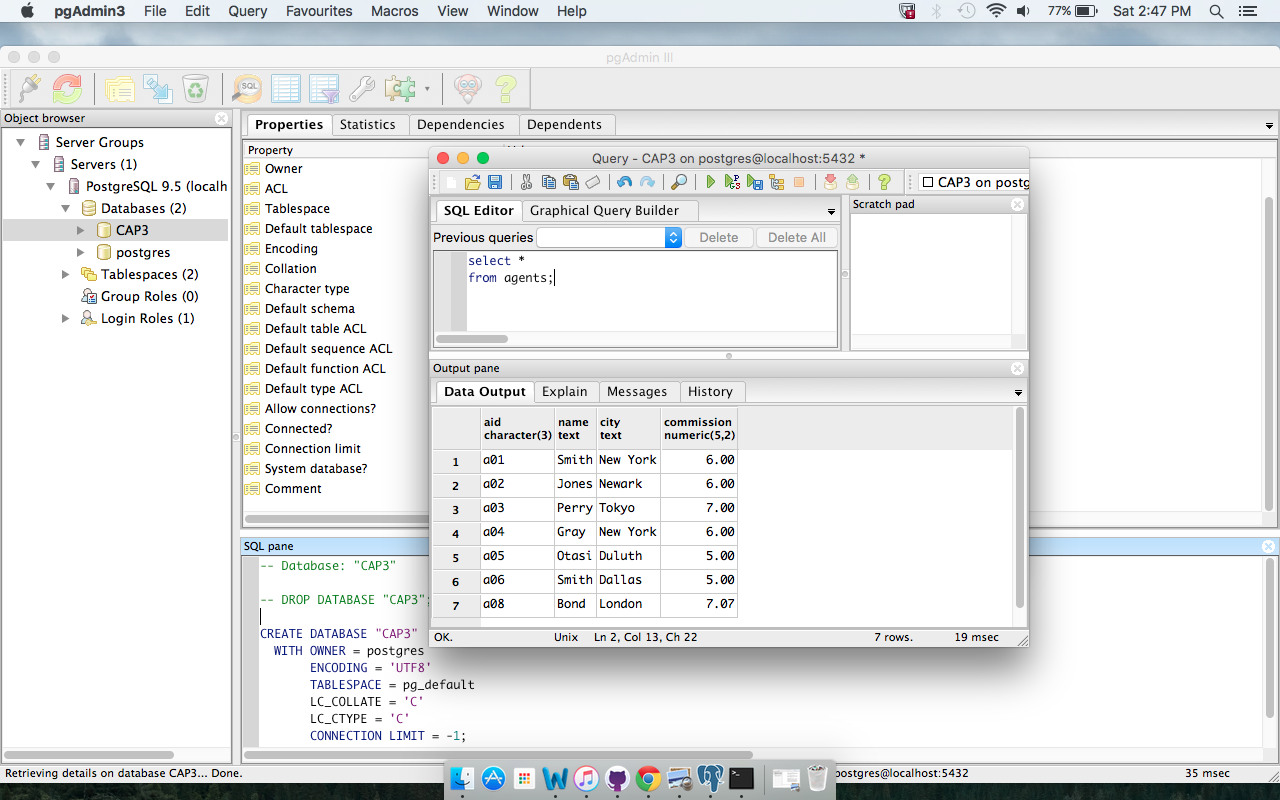 pgAdmin3 File Edit Query Favourites Macros View Window Help 77% Sat 2:47 PM
pgAdmin III
SQL
Object browser
Server Groups
Servers (1)
PostgreSQL 9.5 (localh
Databases (2)
CAP3
postgres
Tablespaces (2)
Group Roles (0)
Login Roles (1)
Properties Statistics Dependencies Dependents
Property
Owner
ACL
Tablespace
Default tablespace
Encoding
Collation
Character type
Default schema
Default table ACL
Default sequence ACL
Default function ACL
Default type ACL
Allow connections?
Connected?
Connection limit
System database?
Comment
Query - CAP3 on postgres@localhost:5432 *
CAP3 on postg
SQL Editor Graphical Query Builder
Scratch pad
Previous queries Delete Delete All
select *
from agents;
Output pane
Data Output Explain Messages History
aid name city commission
character(3) text text numeric(5,2)
1 a01 Smith New York 6.00
2 a02 Jones Newark 6.00
3 a03 Perry Tokyo 7.00
4 a04 Gray New York 6.00
5 a05 Otasi Duluth 5.00
6 a06 Smith Dallas 5.00
7 a08 Bond London 7.07
OK. Unix Ln 2, Col 13, Ch 22 7 rows. 19 msec
SQL pane
-- Database: "CAP3"
-- DROP DATABASE "CAP3";
CREATE DATABASE "CAP3"
WITH OWNER = postgres
ENCODING = 'UTF8'
TABLESPACE = pg_default
LC_COLLATE = 'C'
LC_CTYPE = 'C'
CONNECTION LIMIT = -1;
Retrieving details on database CAP3... Done. postgres@localhost:5432 35 msec